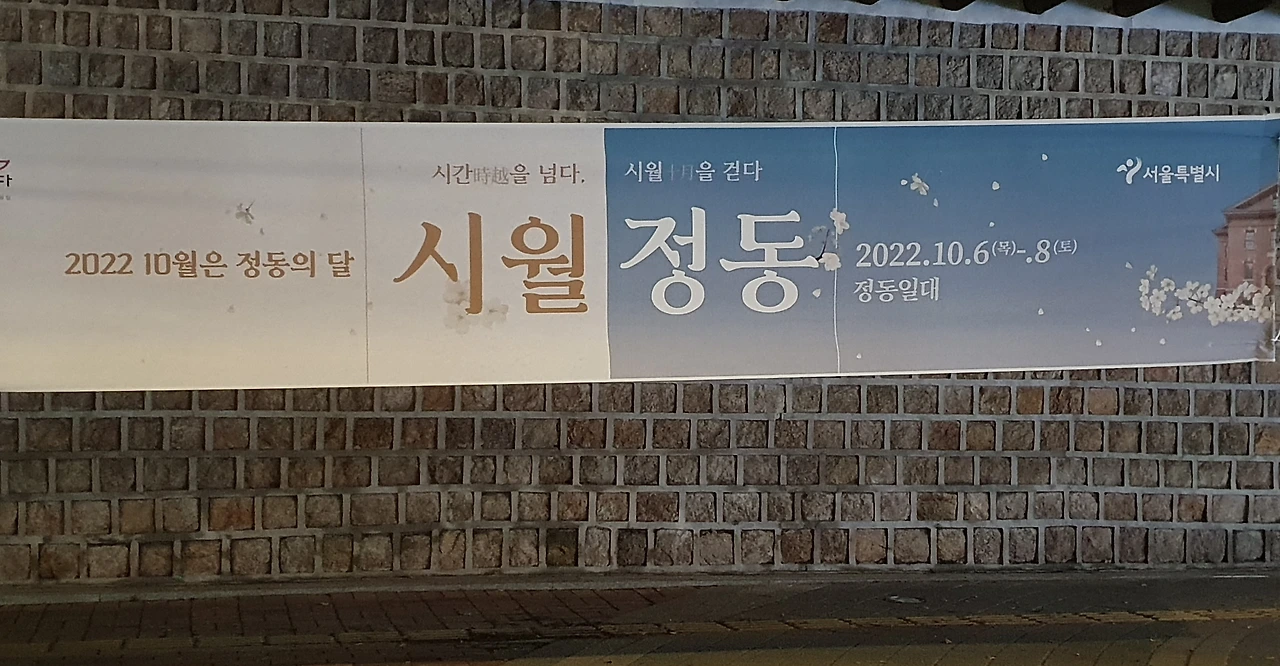 다
2022 10월은 정동의 달
시간時越을 넘다.
시월
시월十月을 걷다
정동
2022.10.6(목)-.8(토)
정동일대
서울특별시